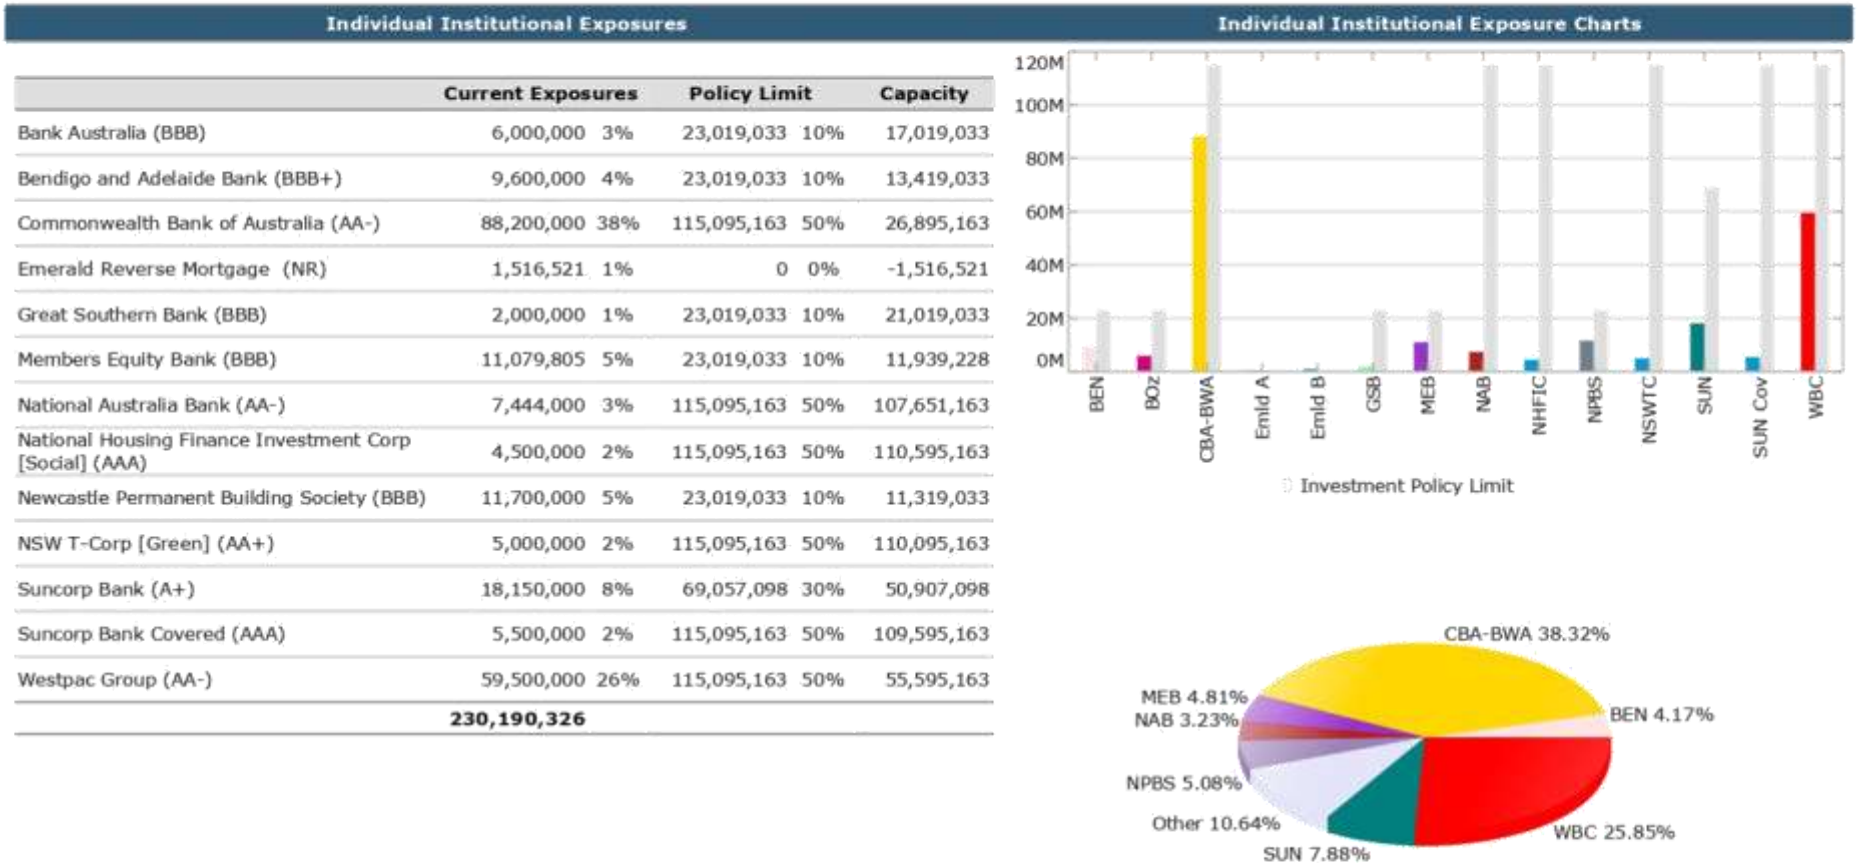 Individual Institutional Exposures
Current Exposures Policy Limit Capacity
Bank Australia (BBB) 6,000,000 3% 23,019,033 10% 17,019,033
Bendigo and Adelaide Bank (BBB+) 9,600,000 4% 23,019,033 10% 13,419,033
Commonwealth Bank of Australia (AA-) 88,200,000 38% 115,095,163 50% 26,895,163
Emerald Reverse Mortgage (NR) 1,516,521 1% 0 0% -1,516,521
Great Southern Bank (BBB) 2,000,000 1% 23,019,033 10% 21,019,033
Members Equity Bank (BBB) 11,079,805 5% 23,019,033 10% 11,939,228
National Australia Bank (AA-) 7,444,000 3% 115,095,163 50% 107,651,163
National Housing Finance Investment Corp
[Social] (AAA) 4,500,000 2% 115,095,163 50% 110,595,163
Newcastle Permanent Building Society (BBB) 11,700,000 5% 23,019,033 10% 11,319,033
NSW T-Corp [Green] (AA+) 5,000,000 2% 115,095,163 50% 110,095,163
Suncorp Bank (A+) 18,150,000 8% 69,057,098 30% 50,907,098
Suncorp Bank Covered (AAA) 5,500,000 2% 115,095,163 50% 109,595,163
Westpac Group (AA-) 59,500,000 26% 115,095,163 50% 55,595,163
230,190,326
Individual Institutional Exposure Charts
120M
100M
80M
60M
40M
20M
0M
BEN
BOz
CBA-BWA
Emld A
Emld B
GSB
MEB
NAB
NHFIC
NPBS
NSWTC
SUN
SUN Cov
WBC
Investment Policy Limit
CBA-BWA 38.32%
MEB 4.81%
BEN 4.17%
NAB 3.23%
NPBS 5.08%
Other 10.64%
WBC 25.85%
SUN 7.88%